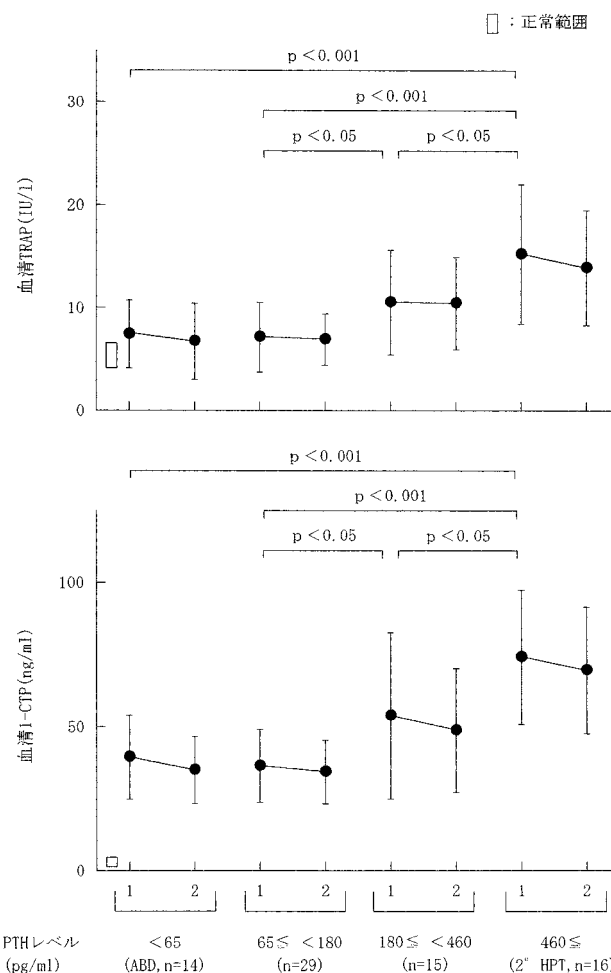 ：正常範囲
p＜0.001
p＜0.001
p＜0.05 p＜0.05
血清TRAP(IU/l)
30
20
10
0
p＜0.001
p＜0.001
p＜0.05 p＜0.05
血清1-CTP(ng/ml)
100
50
0
1 2 1 2 1 2 1 2
PTHレベル ＜65 65≦ ＜180 180≦ ＜460 460≦
(pg/ml) (ABD,n=14) (n=29) (n=15) (2° HPT,n=16)